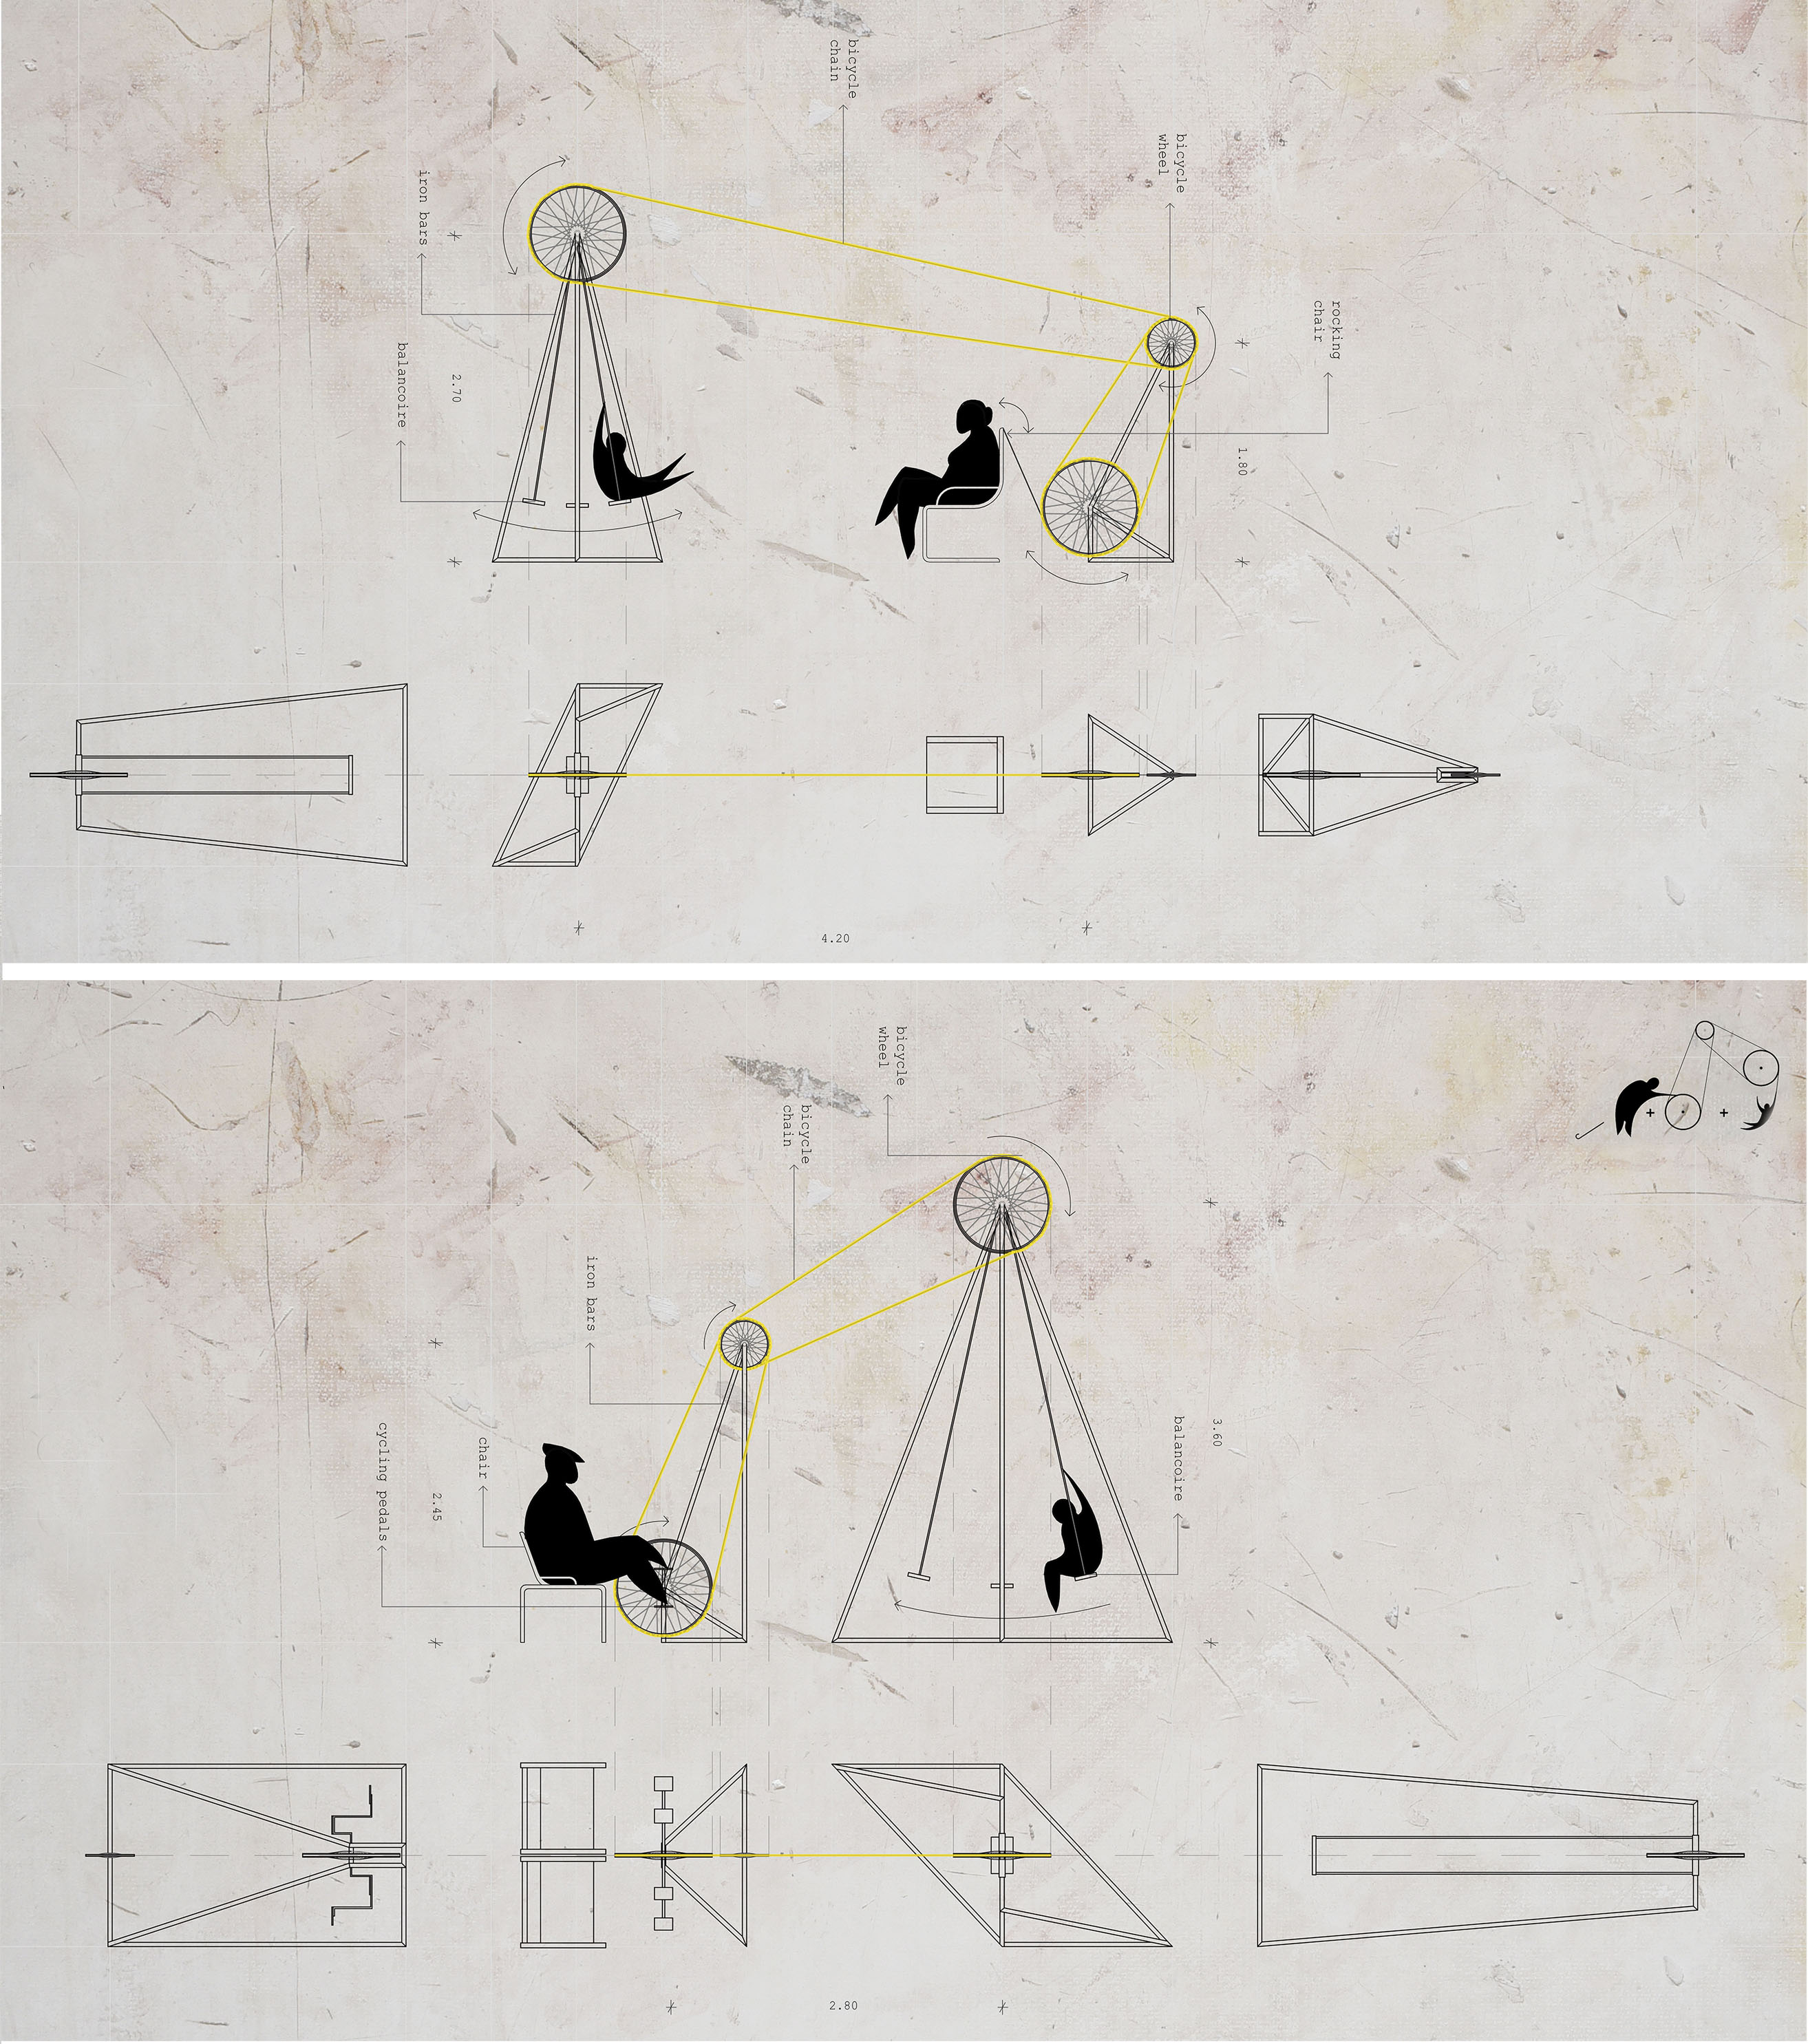 bicycle
chain
bicycle
wheel
iron bars
rocking
chair
balancoire
2.70
1.80
4.20
bicycle
wheel
bicycle
chain
iron bars
balancoire
3.60
cycling pedals
chair
2.45
2.80